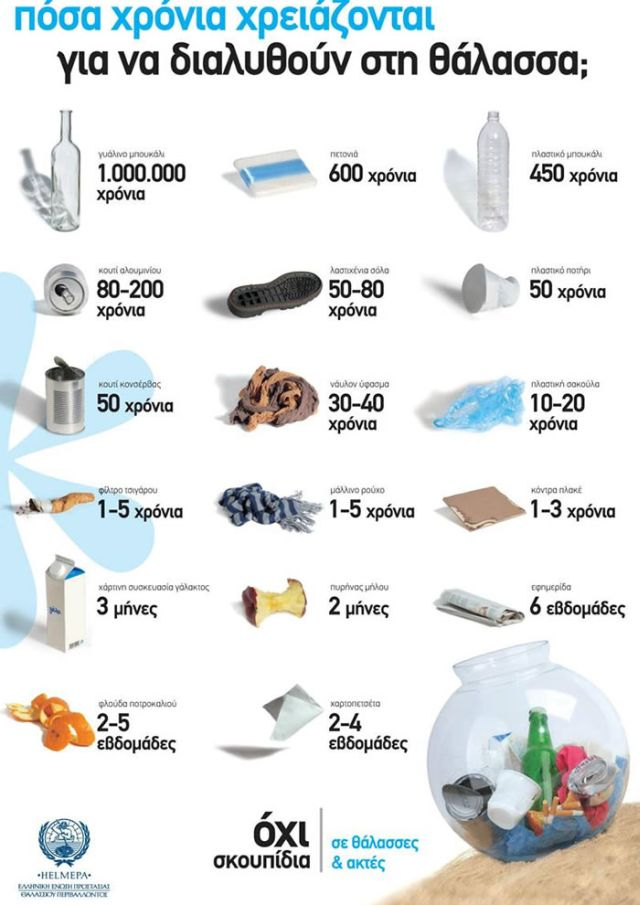 πόσα χρόνια χρειάζονται
για να διαλυθούν στη θάλασσα;
γυάλινο μπουκάλι
1.000.000
χρόνια
πετονιά
600 χρόνια
πλαστικό μπουκάλι
450 χρόνια
κουτί αλουμινίου
80-200
χρόνια
λαστιχένια σόλα
50-80
χρόνια
πλαστικό ποτήρι
50 χρόνια
κουτί κονσέρβας
50 χρόνια
νάυλον ύφασμα
30-40
χρόνια
πλαστική σακούλα
10-20
χρόνια
φίλτρο τσιγάρου
1-5 χρόνια
μάλλινο ρούχο
1-5 χρόνια
κόντρα πλακέ
1-3 χρόνια
χάρτινη συσκευασία γάλακτος
3 μήνες
πυρήνας μήλου
2 μήνες
εφημερίδα
6 εβδομάδες
φλούδα ποτροκαλιού
2-5
εβδομάδες
χαρτοπετσέτα
2-4
εβδομάδες
ΌΧΙ
σκουπίδια
σε θάλασσες
& ακτές
•HELMEPA•
ΕΛΛΗΝΙΚΗ ΕΝΩΣΗ ΠΡΟΣΤΑΣΙΑΣ
ΘΑΛΑΣΣΙΟΥ ΠΕΡΙΒΑΛΛΟΝΤΟΣ